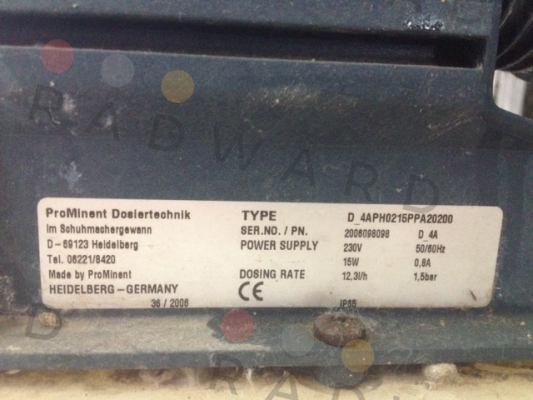 RADWARD
ProMinent Dosiertechnik
Im Schuhmachergewann
D-69123 Heidelberg
Tel. 06221/8420
Made by ProMinent
HEIDELBERG-GERMANY
36 / 2006
TYPE D_4APH0215PPA20200
SER.NO. / PN. 2006098098 D_4A
POWER SUPPLY 230V 50/60Hz
15W 0,8A
DOSING RATE 12,3l/h 1,5bar
CE IP65
RADWARD